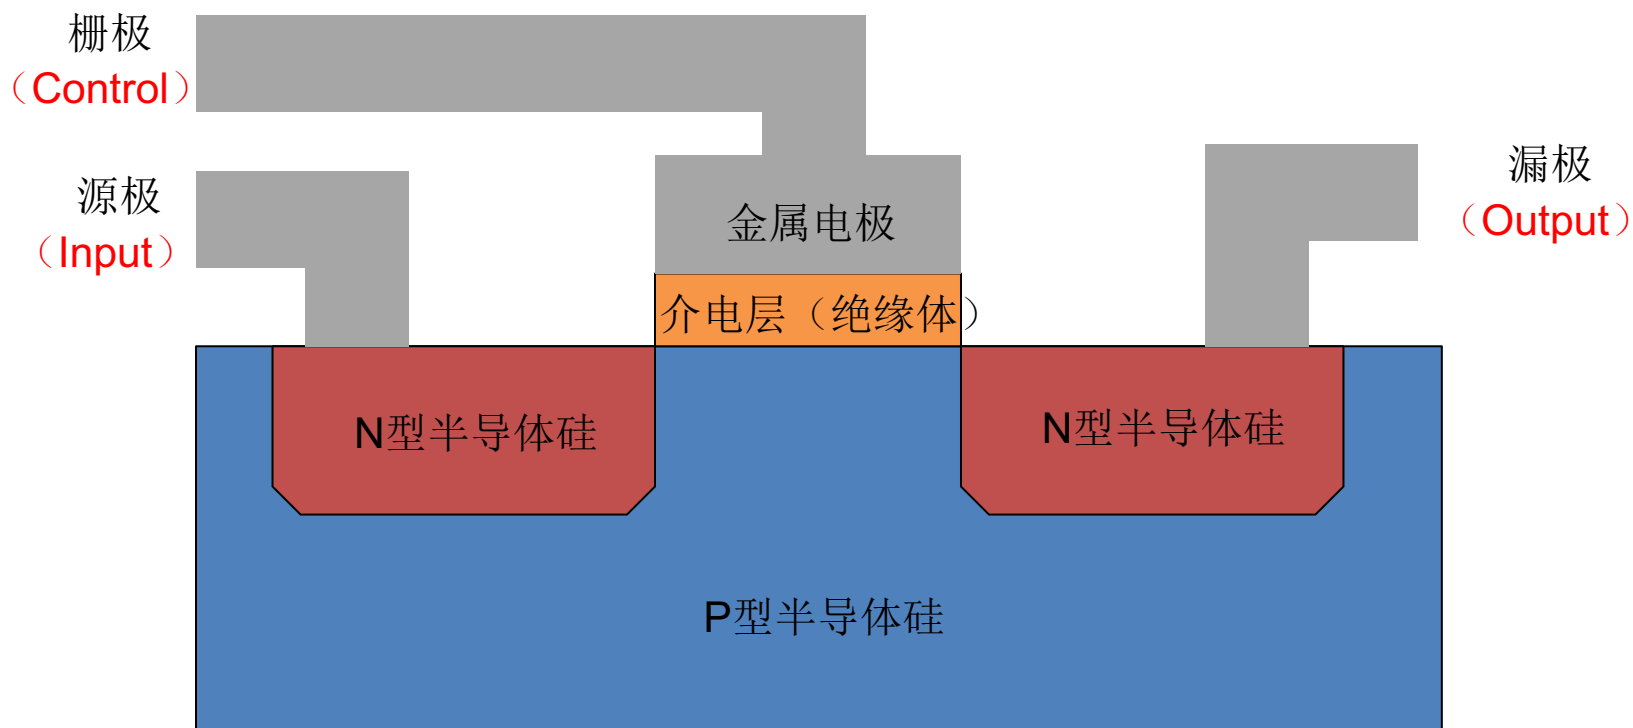 栅极
（Control）
源极
（Input）
漏极
（Output）
金属电极
介电层（绝缘体）
N型半导体硅
N型半导体硅
P型半导体硅